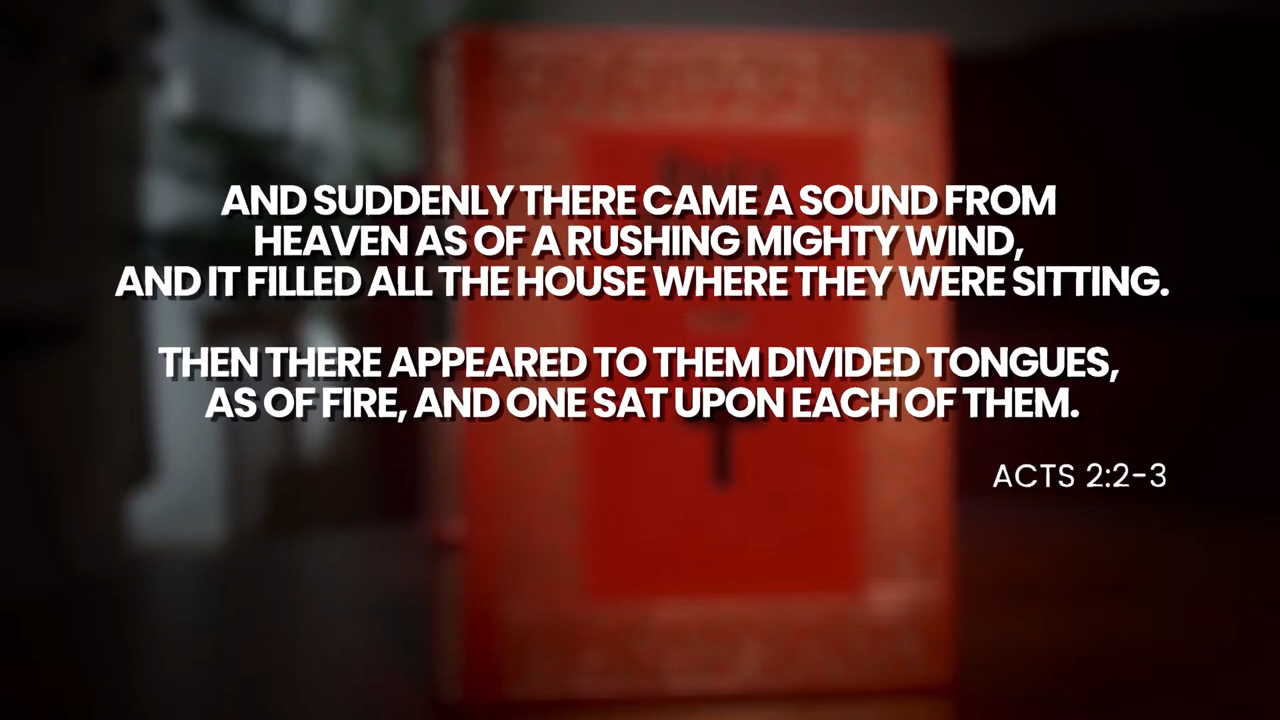 AND SUDDENLY THERE CAME A SOUND FROM
HEAVEN AS OF A RUSHING MIGHTY WIND,
AND IT FILLED ALL THE HOUSE WHERE THEY WERE SITTING.
THEN THERE APPEARED TO THEM DIVIDED TONGUES,
AS OF FIRE, AND ONE SAT UPON EACH OF THEM.
ACTS 2:2-3